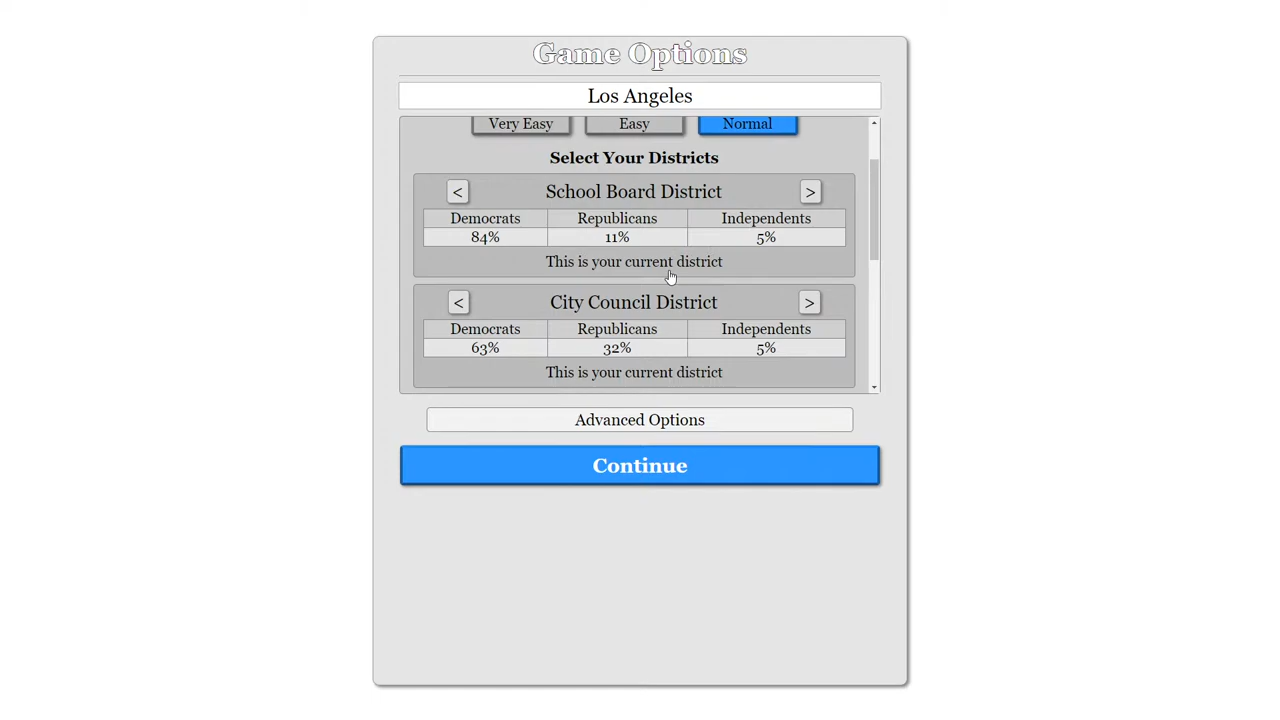 Game Options
Los Angeles
Very Easy Easy Normal
Select Your Districts
< School Board District >
Democrats Republicans Independents
84% 11% 5%
This is your current district
< City Council District >
Democrats Republicans Independents
63% 32% 5%
This is your current district
Advanced Options
Continue